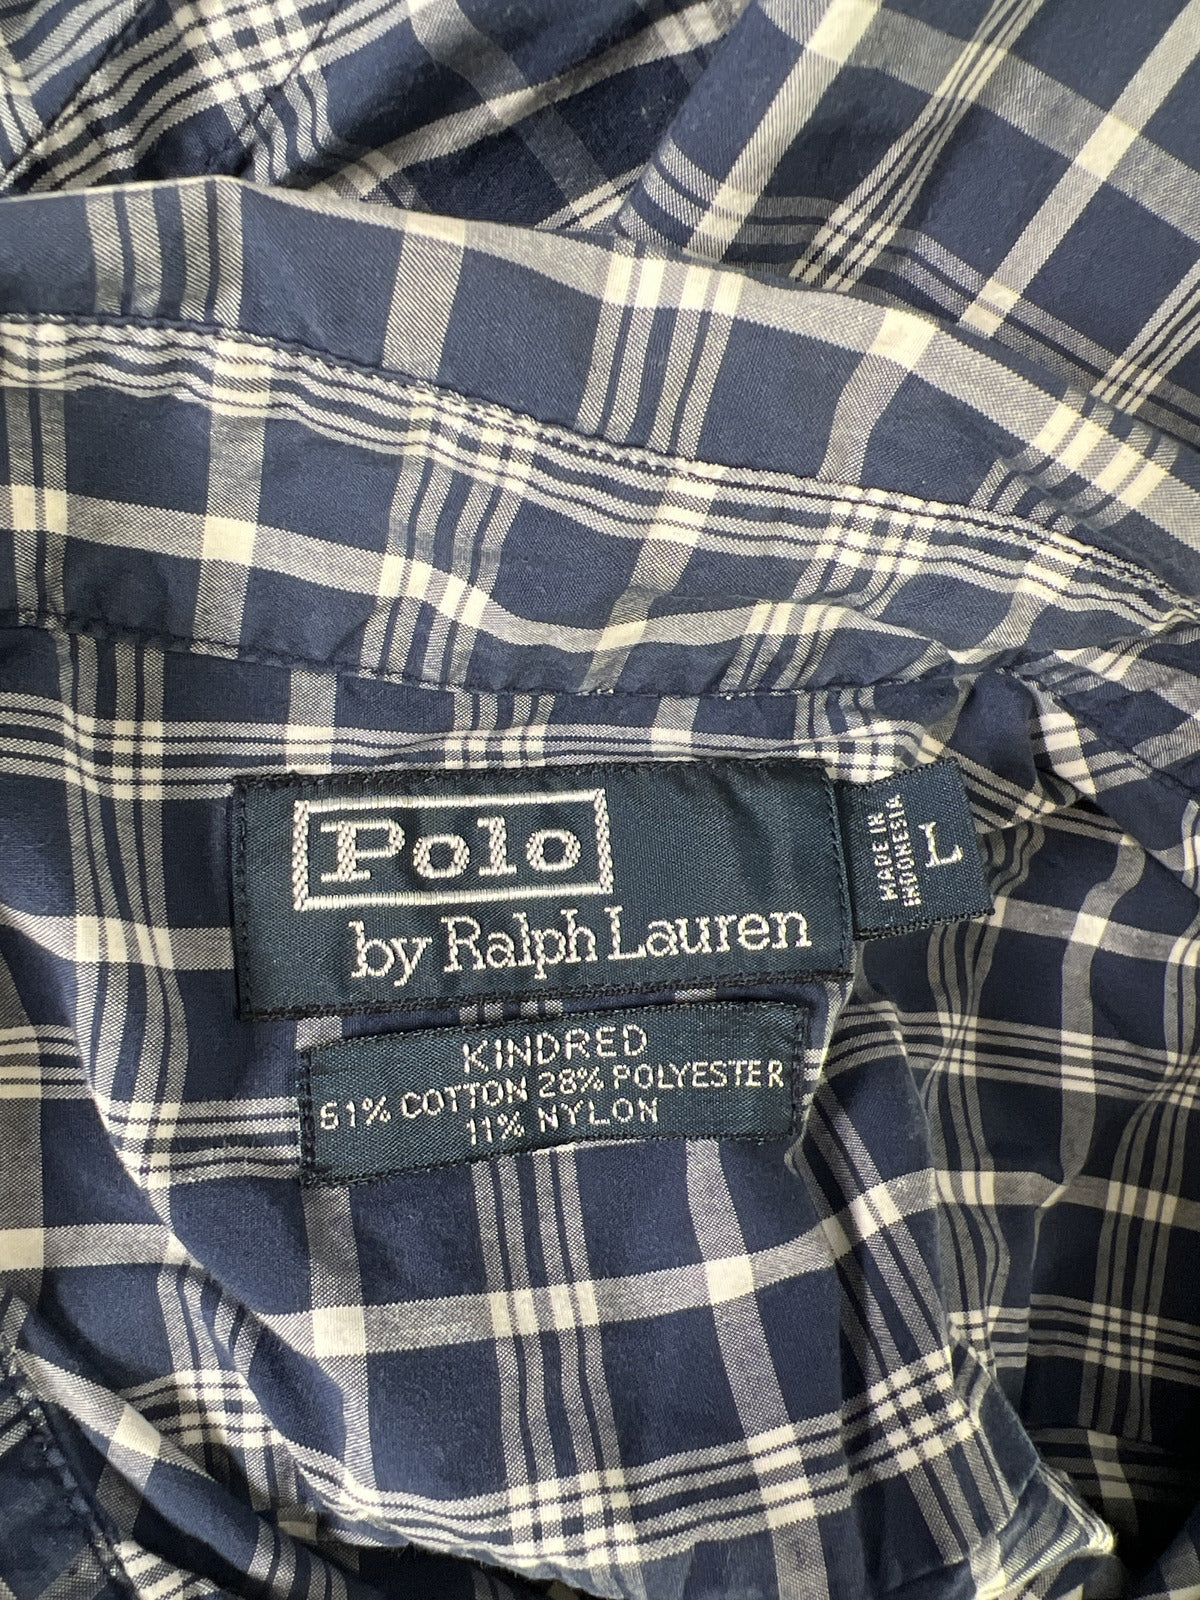 Polo
by Ralph Lauren
MADE IN
INDONESIA
L
KINDRED
61% COTTON 28% POLYESTER
11% NYLON